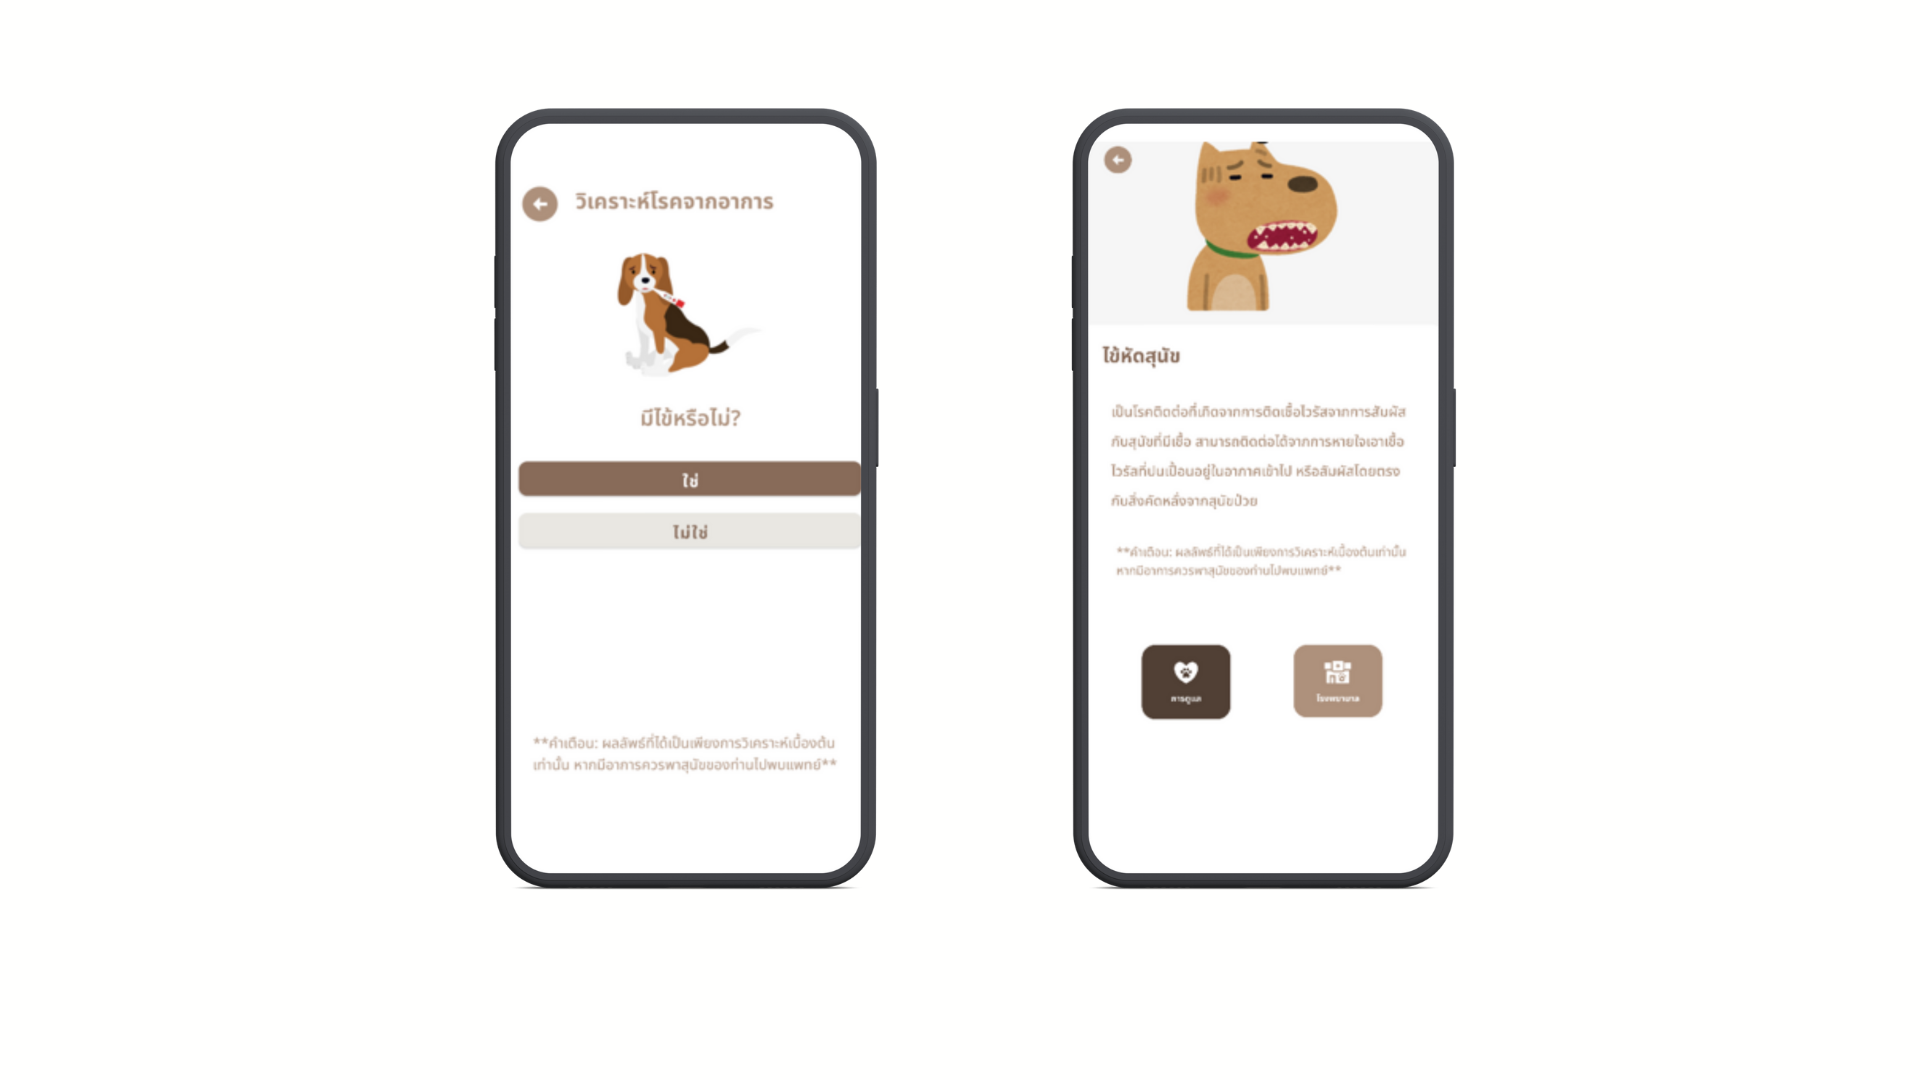 วิเคราะห์โรคจากอาการ
มีไข้หรือไม่?
ใช่
ไม่ใช่
**คำเตือน: ผลลัพธ์ที่ได้เป็นเพียงการวิเคราะห์เบื้องต้น
เท่านั้น หากมีอาการควรพาสุนัขของท่านไปพบแพทย์**
ไข้หัดสุนัข
เป็นโรคติดต่อที่เกิดจากการติดเชื้อไวรัสจากการสัมผัส
กับสุนัขที่มีเชื้อ สามารถติดต่อได้จากการหายใจเอาเชื้อ
ไวรัสที่ปนเปื้อนอยู่ในอากาศเข้าไป หรือสัมผัสโดยตรง
กับสิ่งคัดหลั่งจากสุนัขป่วย
**คำเตือน: ผลลัพธ์ที่ได้เป็นเพียงการวิเคราะห์เบื้องต้นเท่านั้น
หากมีอาการควรพาสุนัขของท่านไปพบแพทย์**
การดูแล
โรงพยาบาล